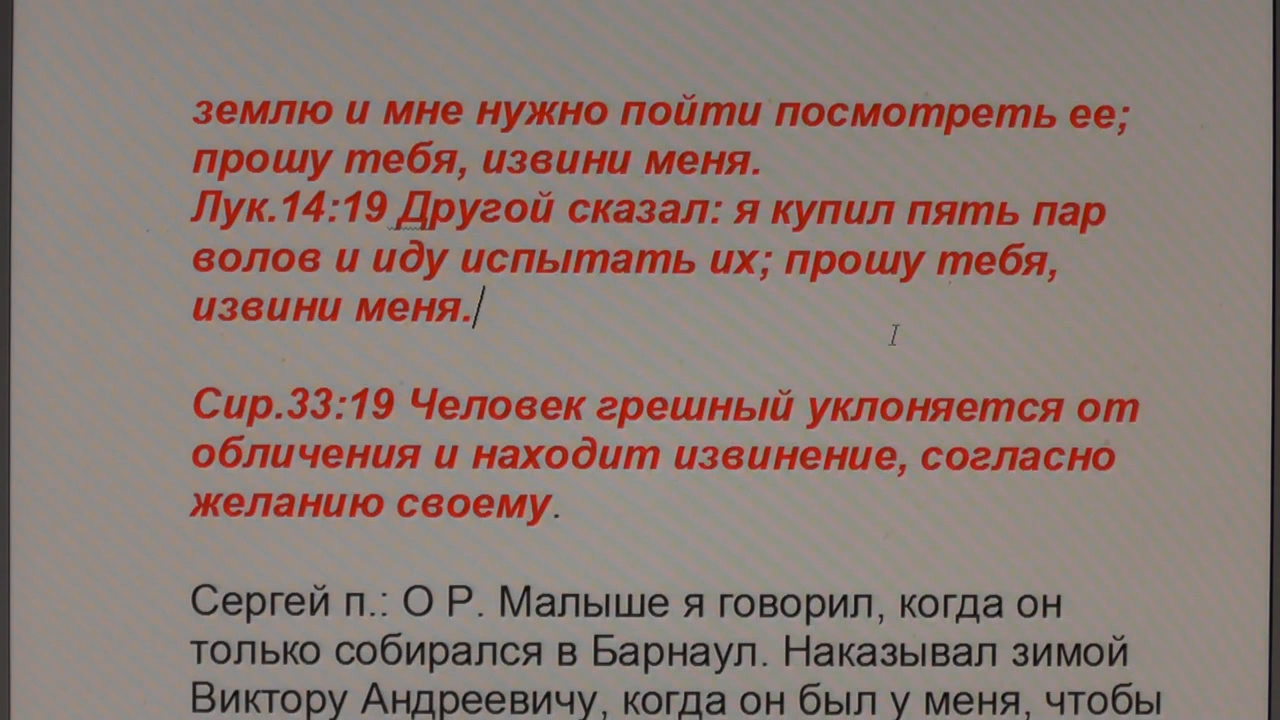 землю и мне нужно пойти посмотреть ее;
прошу тебя, извини меня.
Лук.14:19 Другой сказал: я купил пять пар
волов и иду испытать их; прошу тебя,
извини меня.
Сир.33:19 Человек грешный уклоняется от
обличения и находит извинение, согласно
желанию своему.
Сергей п.: О Р. Малыше я говорил, когда он
только собирался в Барнаул. Наказывал зимой
Виктору Андреевичу, когда он был у меня, чтобы